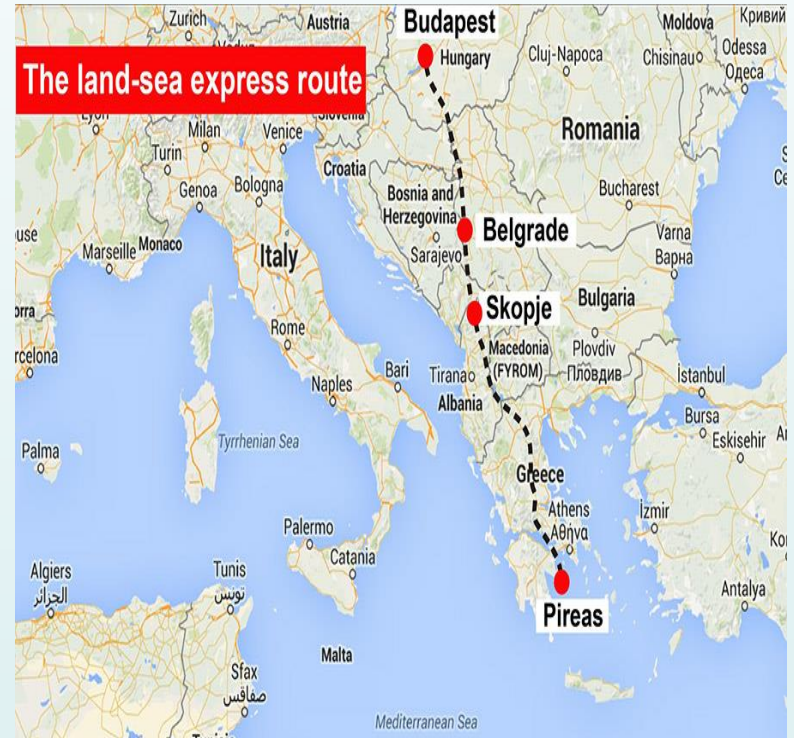 Zurich
Austria
Budapest
Moldova
Кривий
Hungary
Cluj-Napoca
Chisinau
Odessa
Одеса
The land-sea express route
Milan
Venice
Turin
Croatia
Romania
Genoa
Bologna
Bosnia and
Herzegovina
Bucharest
Marseille
Monaco
Italy
Sarajevo
Belgrade
Varna
Варна
Skopje
Bulgaria
Rome
Macedonia
(FYROM)
Plovdiv
Пловдив
Naples
Bari
Tirana
Albania
İstanbul
Bursa
Eskisehir
Palma
Tyrrhenian Sea
Greece
Athens
Αθήνα
İzmir
Palermo
Catania
Algiers
الجزائر
Tunis
تونس
Antalya
Pireas
Malta
Sfax
صفاقس
Mediterranean Sea